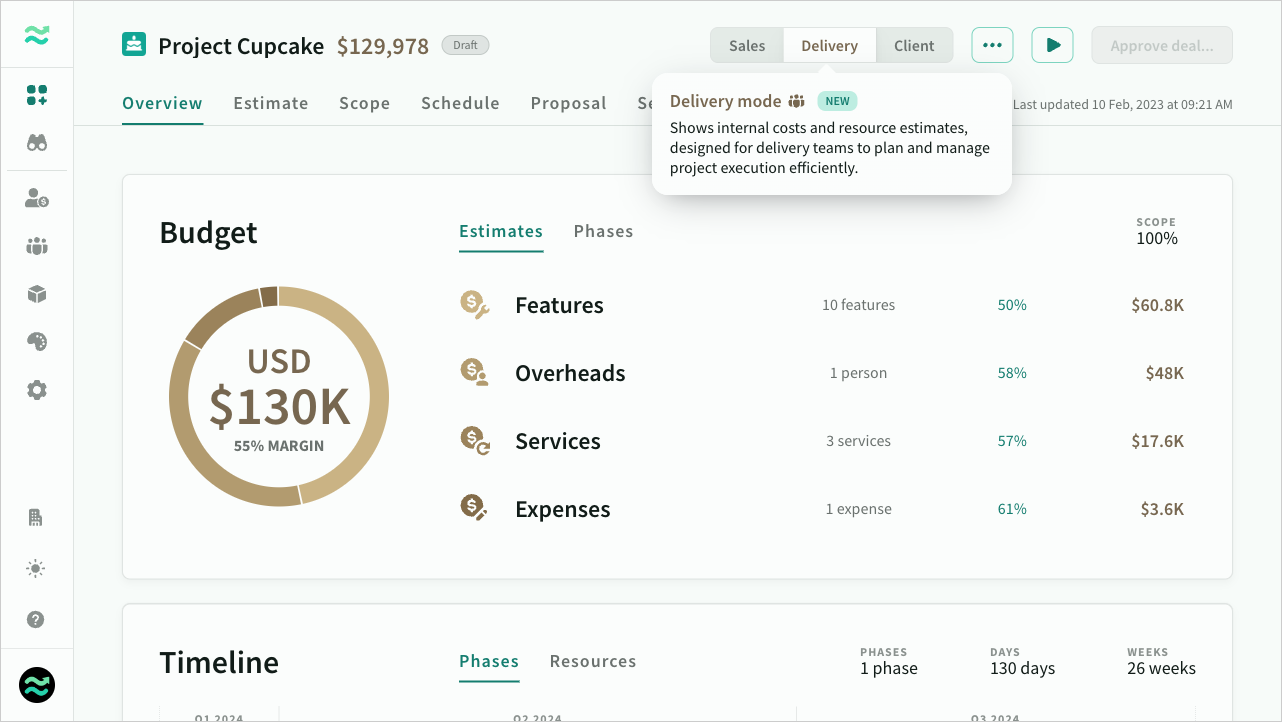 Project Cupcake $129,978 Draft
Sales Delivery Client ••• Approve deal...
Overview Estimate Scope Schedule Proposal
Last updated 10 Feb, 2023 at 09:21 AM
Delivery mode NEW
Shows internal costs and resource estimates,
designed for delivery teams to plan and manage
project execution efficiently.
Budget
Estimates Phases
SCOPE
100%
USD
$130K
55% MARGIN
Features 10 features 50% $60.8K
Overheads 1 person 58% $48K
Services 3 services 57% $17.6K
Expenses 1 expense 61% $3.6K
Timeline
Phases Resources
PHASES DAYS WEEKS
1 phase 130 days 26 weeks
Q1 2024 Q2 2024 Q3 2024